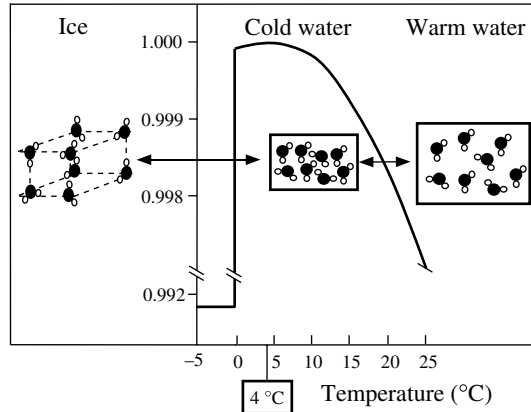 Ice
Cold water
Warm water
1.000
0.999
0.998
0.992
–5
0
5
10
15
20
25
4 °C
Temperature (°C)